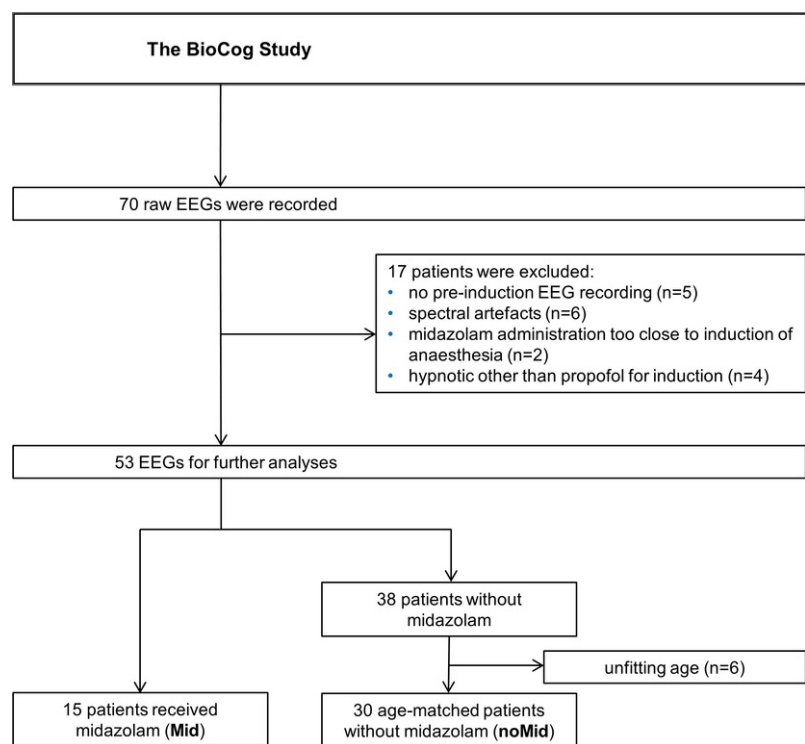 The BioCog Study
70 raw EEGs were recorded
17 patients were excluded:
• no pre-induction EEG recording (n=5)
• spectral artefacts (n=6)
• midazolam administration too close to induction of
anaesthesia (n=2)
• hypnotic other than propofol for induction (n=4)
53 EEGs for further analyses
38 patients without
midazolam
unfitting age (n=6)
15 patients received
midazolam (Mid)
30 age-matched patients
without midazolam (noMid)